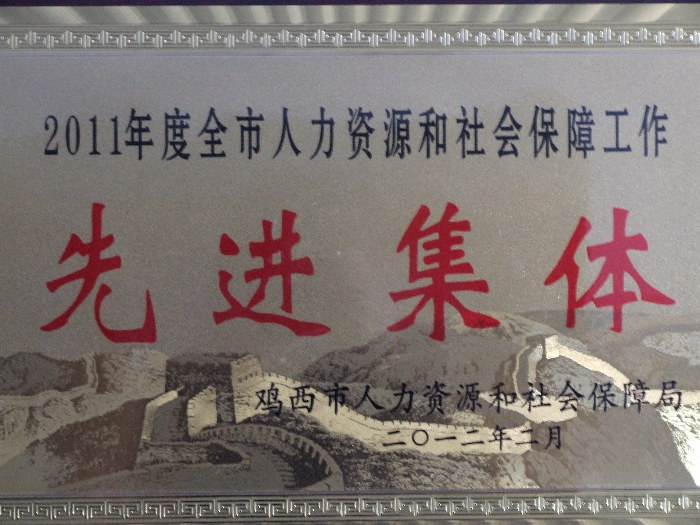 2011年度全市人力资源和社会保障工作
先进集体
鸡西市人力资源和社会保障局
二〇一二年二月